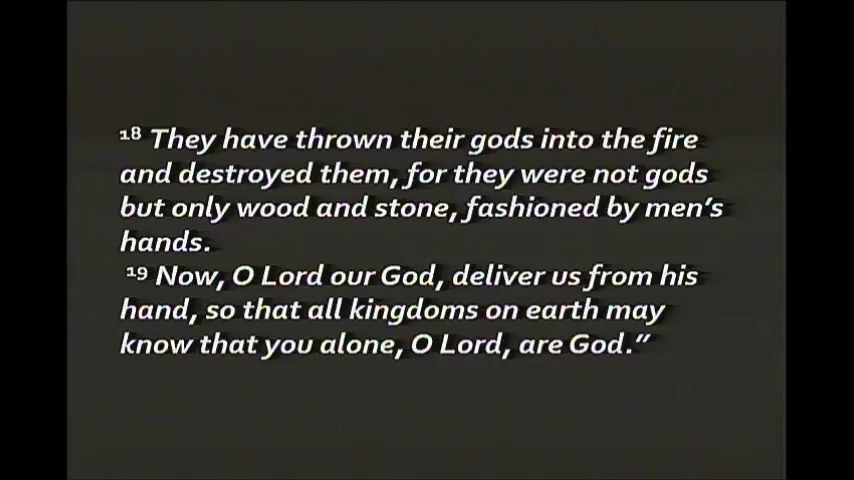 ¹⁸ They have thrown their gods into the fire
and destroyed them, for they were not gods
but only wood and stone, fashioned by men’s
hands.
¹⁹ Now, O Lord our God, deliver us from his
hand, so that all kingdoms on earth may
know that you alone, O Lord, are God.”